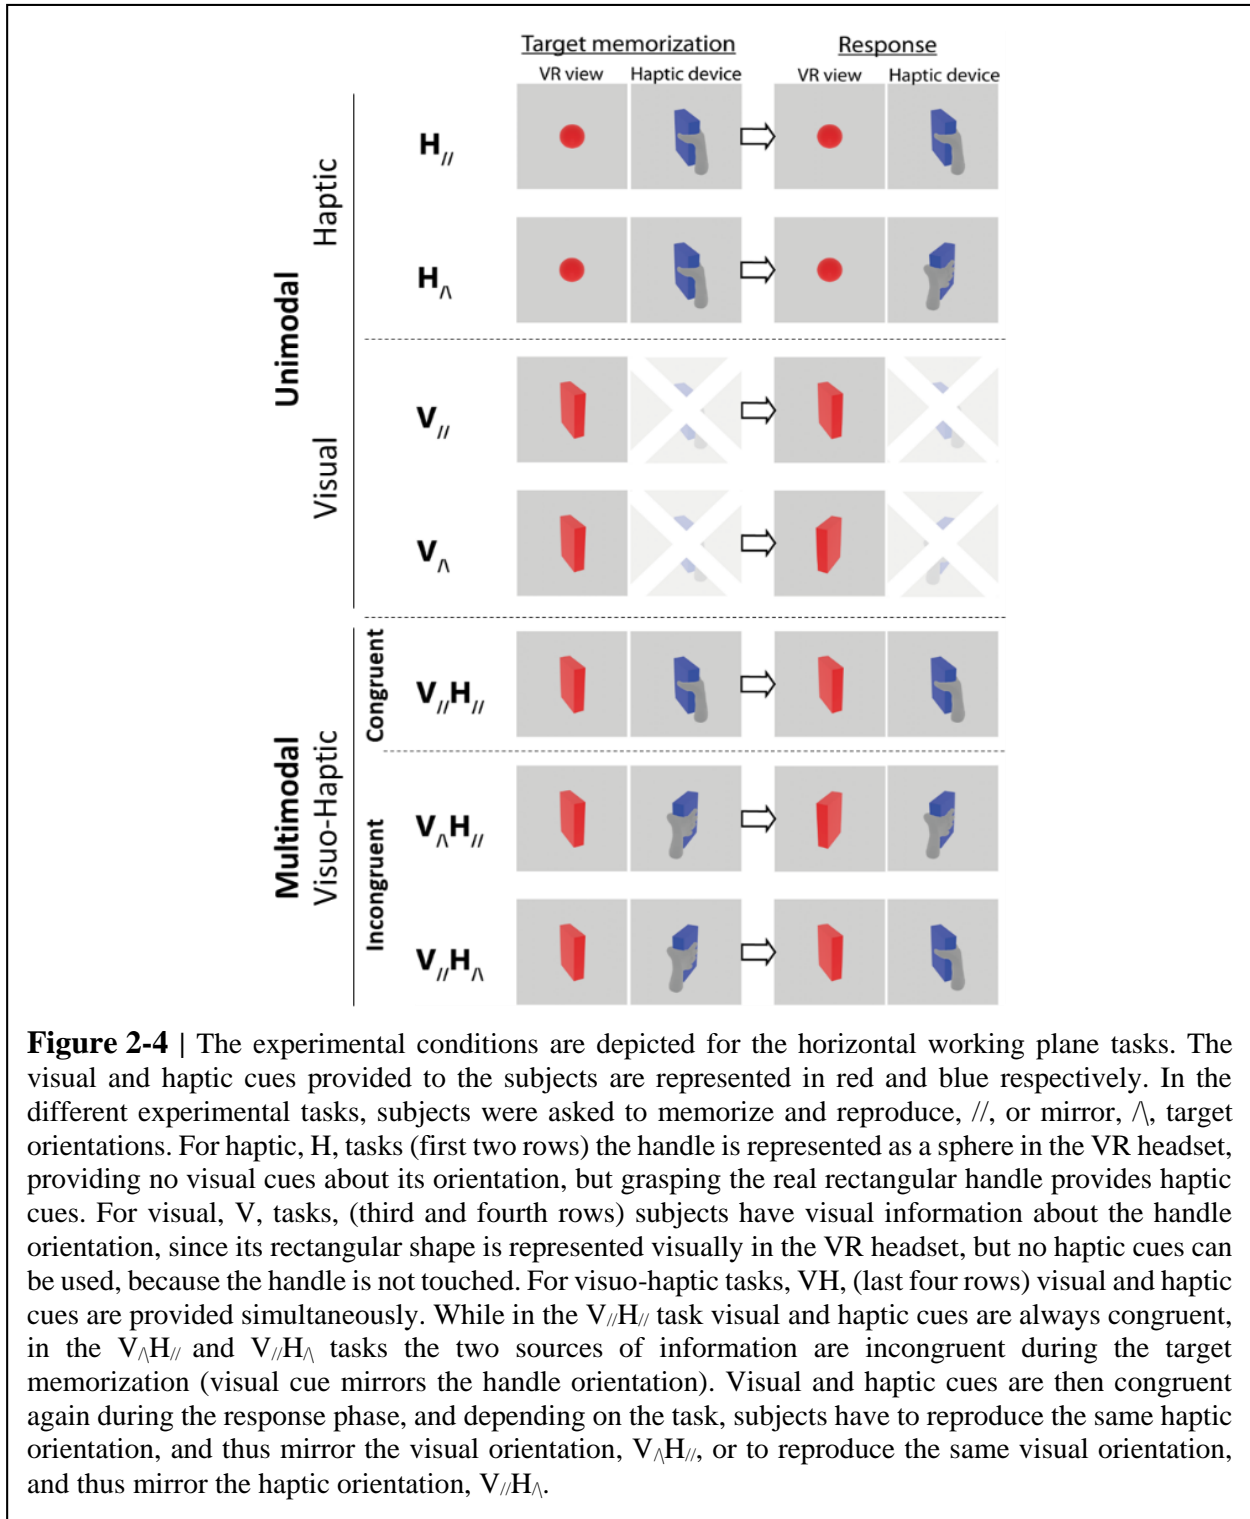 Target memorization Response
VR view Haptic device VR view Haptic device
Unimodal
Haptic
H//
H/\
Visual
V//
V/\
Multimodal
Visuo-Haptic
Congruent
V//H//
Incongruent
V/\H//
V//H/\
Figure 2-4 | The experimental conditions are depicted for the horizontal working plane tasks. The
visual and haptic cues provided to the subjects are represented in red and blue respectively. In the
different experimental tasks, subjects were asked to memorize and reproduce, //, or mirror, /\, target
orientations. For haptic, H, tasks (first two rows) the handle is represented as a sphere in the VR headset,
providing no visual cues about its orientation, but grasping the real rectangular handle provides haptic
cues. For visual, V, tasks, (third and fourth rows) subjects have visual information about the handle
orientation, since its rectangular shape is represented visually in the VR headset, but no haptic cues can
be used, because the handle is not touched. For visuo-haptic tasks, VH, (last four rows) visual and haptic
cues are provided simultaneously. While in the V//H// task visual and haptic cues are always congruent,
in the V/\H// and V//H/\ tasks the two sources of information are incongruent during the target
memorization (visual cue mirrors the handle orientation). Visual and haptic cues are then congruent
again during the response phase, and depending on the task, subjects have to reproduce the same haptic
orientation, and thus mirror the visual orientation, V/\H//, or to reproduce the same visual orientation,
and thus mirror the haptic orientation, V//H/\.